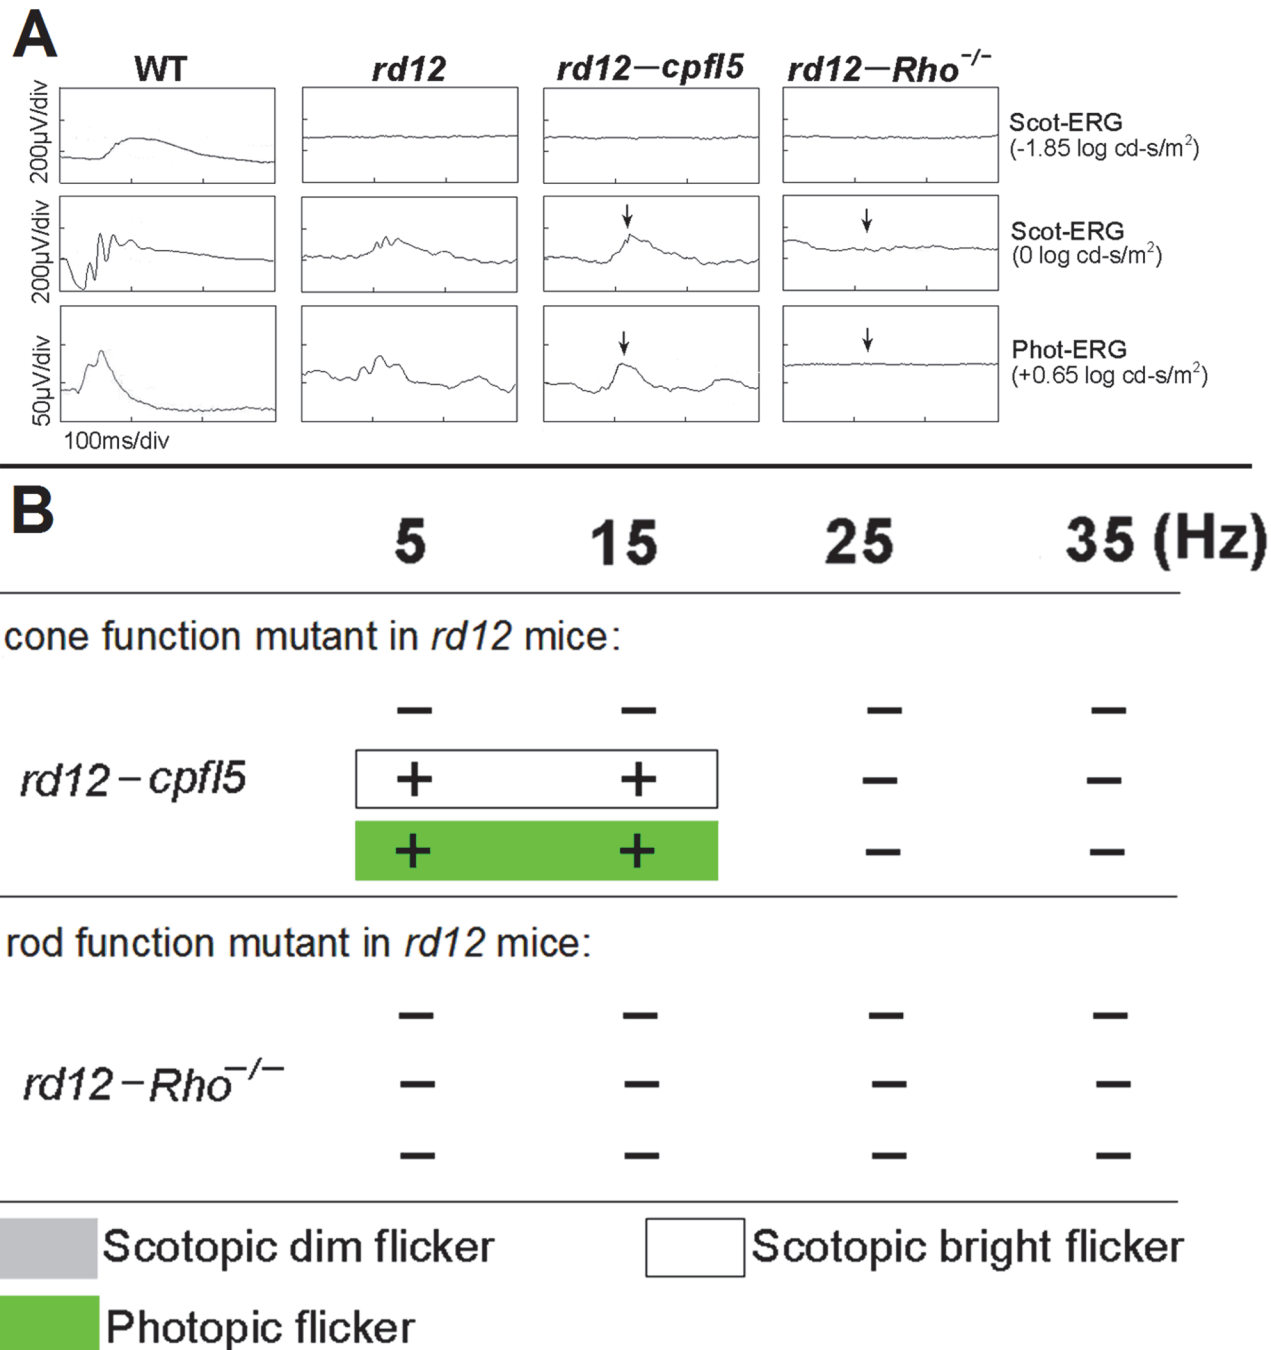 A
WT rd12 rd12–cpfl5 rd12–Rho⁻/⁻
200µV/div
Scot-ERG
(-1.85 log cd-s/m²)
200µV/div
Scot-ERG
(0 log cd-s/m²)
50µV/div
Phot-ERG
(+0.65 log cd-s/m²)
100ms/div
B
5 15 25 35 (Hz)
cone function mutant in rd12 mice:
– – – –
rd12–cpfl5 + + – –
+ + – –
rod function mutant in rd12 mice:
– – – –
rd12–Rho⁻/⁻ – – – –
– – – –
Scotopic dim flicker Scotopic bright flicker
Photopic flicker